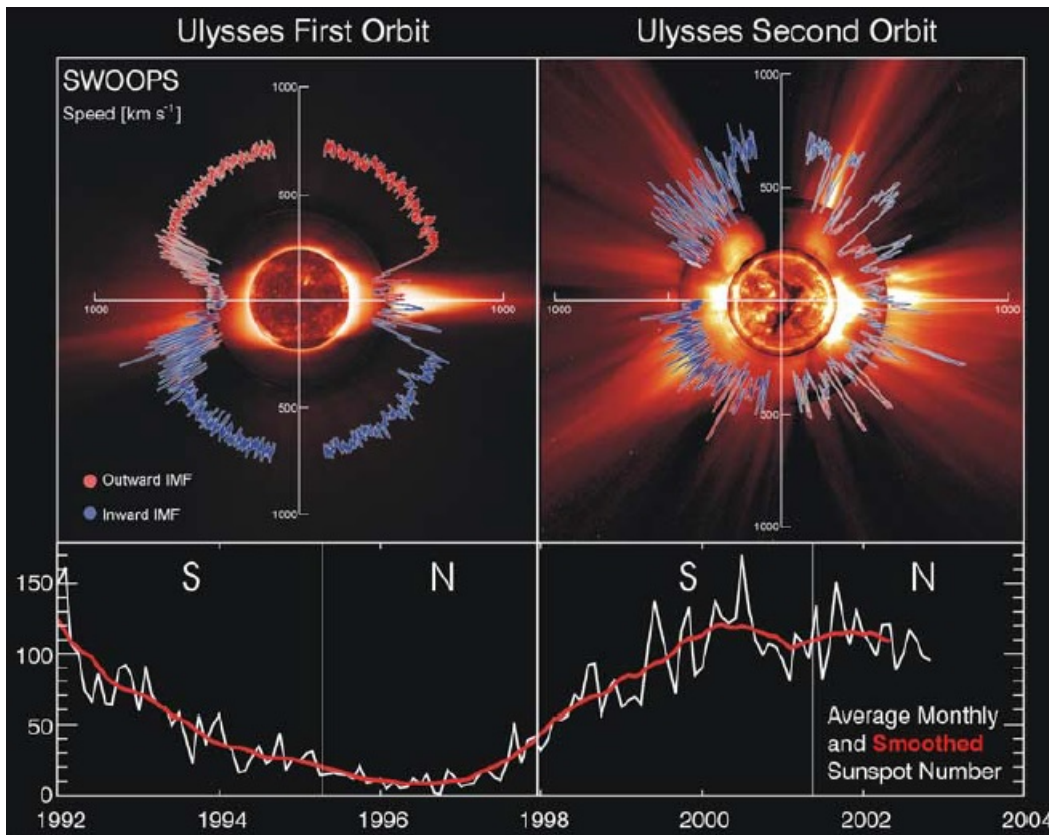 Ulysses First Orbit
Ulysses Second Orbit
SWOOPS
Speed [km s⁻¹]
1000
500
1000
1000
500
1000
Outward IMF
Inward IMF
1000
500
1000
1000
500
1000
S
N
S
N
150
100
50
0
Average Monthly
and Smoothed
Sunspot Number
1992
1994
1996
1998
2000
2002
2004